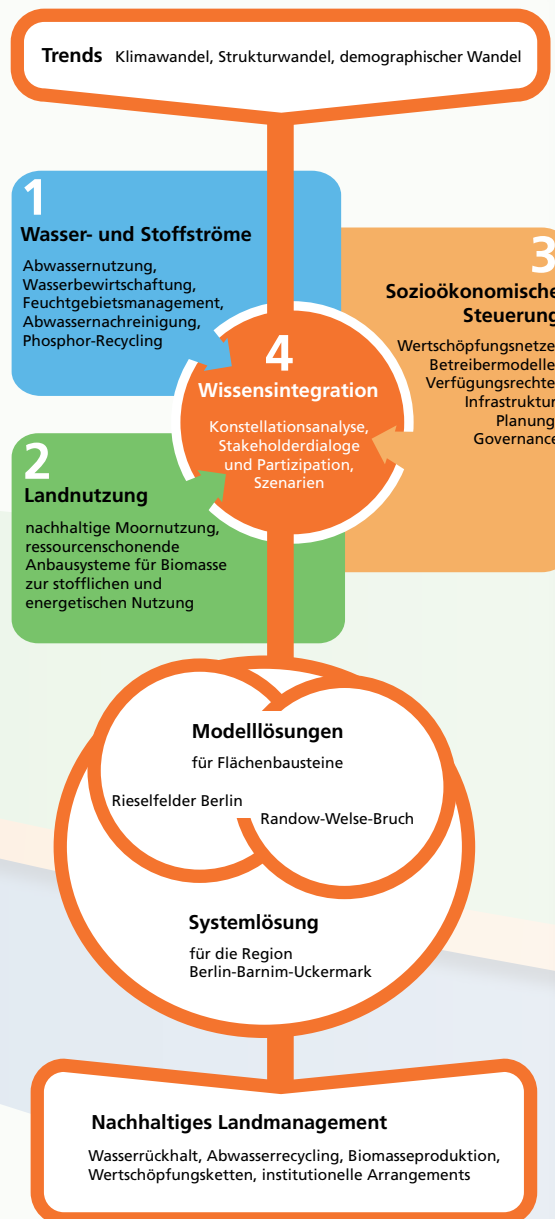 Trends Klimawandel, Strukturwandel, demographischer Wandel
1
Wasser- und Stoffströme
Abwassernutzung,
Wasserbewirtschaftung,
Feuchtgebietsmanagement,
Abwassernachreinigung,
Phosphor-Recycling
2
Landnutzung
nachhaltige Moornutzung,
ressourcenschonende
Anbausysteme für Biomasse
zur stofflichen und
energetischen Nutzung
3
Sozioökonomische
Steuerung
Wertschöpfungsnetze
Betreibermodelle
Verfügungsrechte
Infrastruktur
Planung
Governance
4
Wissensintegration
Konstellationsanalyse,
Stakeholderdialoge
und Partizipation,
Szenarien
Modelllösungen
für Flächenbausteine
Rieselfelder Berlin
Randow-Welse-Bruch
Systemlösung
für die Region
Berlin-Barnim-Uckermark
Nachhaltiges Landmanagement
Wasserrückhalt, Abwasserrecycling, Biomasseproduktion,
Wertschöpfungsketten, institutionelle Arrangements